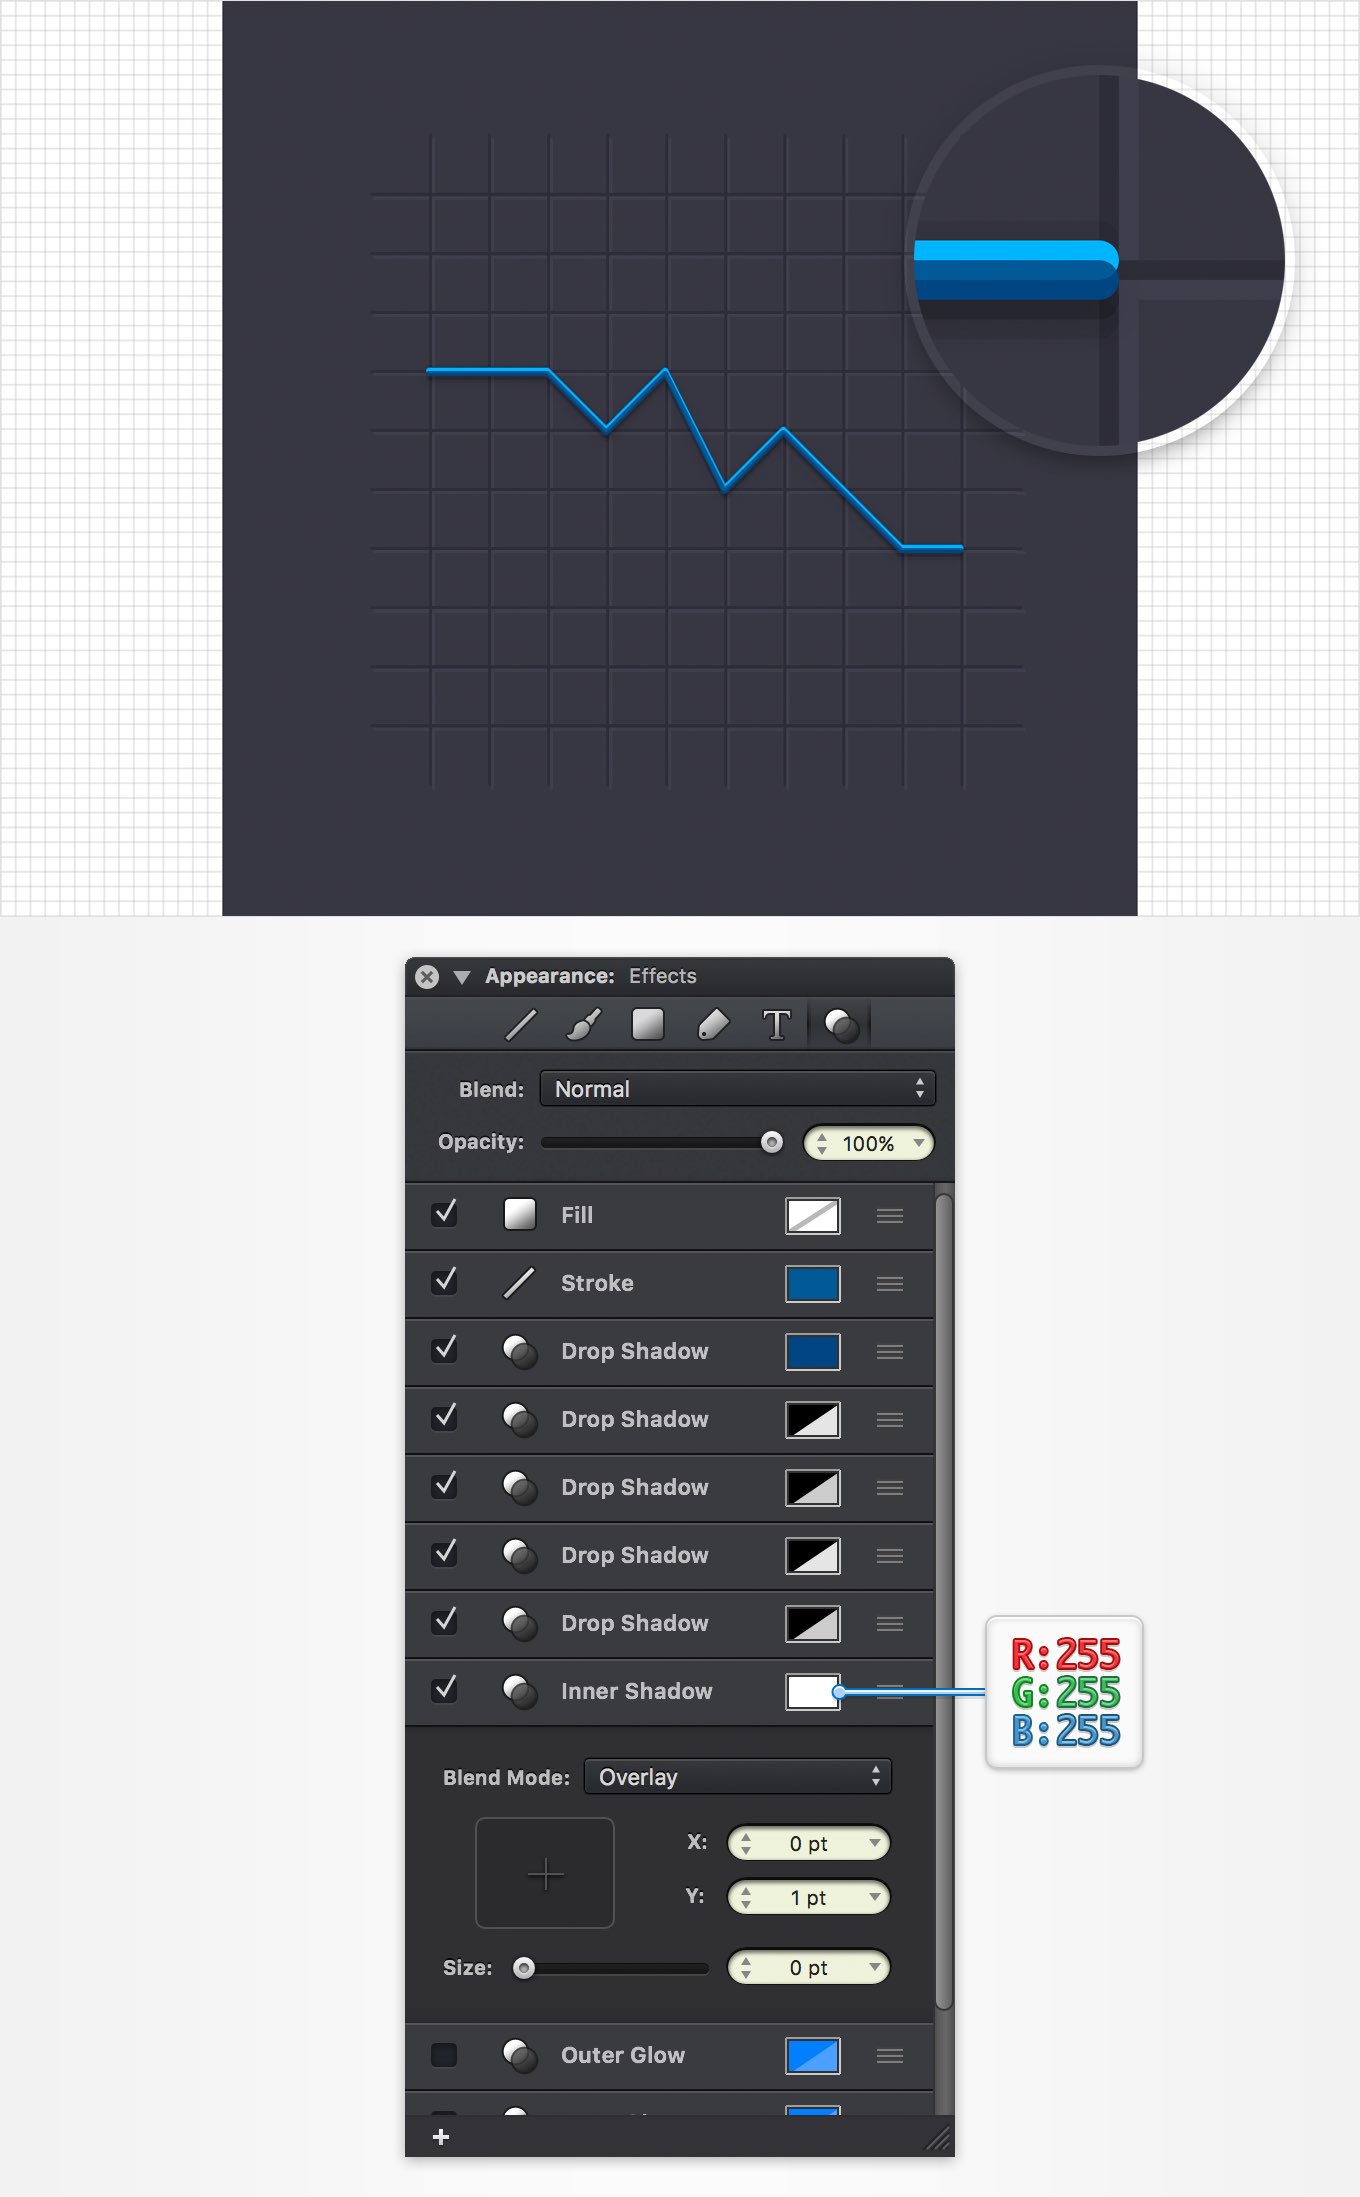 Appearance: Effects
T
Blend: Normal
Opacity: 100%
Fill
Stroke
Drop Shadow
Drop Shadow
Drop Shadow
Drop Shadow
Drop Shadow
Inner Shadow
R:255
G:255
B:255
Blend Mode: Overlay
X: 0 pt
Y: 1 pt
Size: 0 pt
Outer Glow